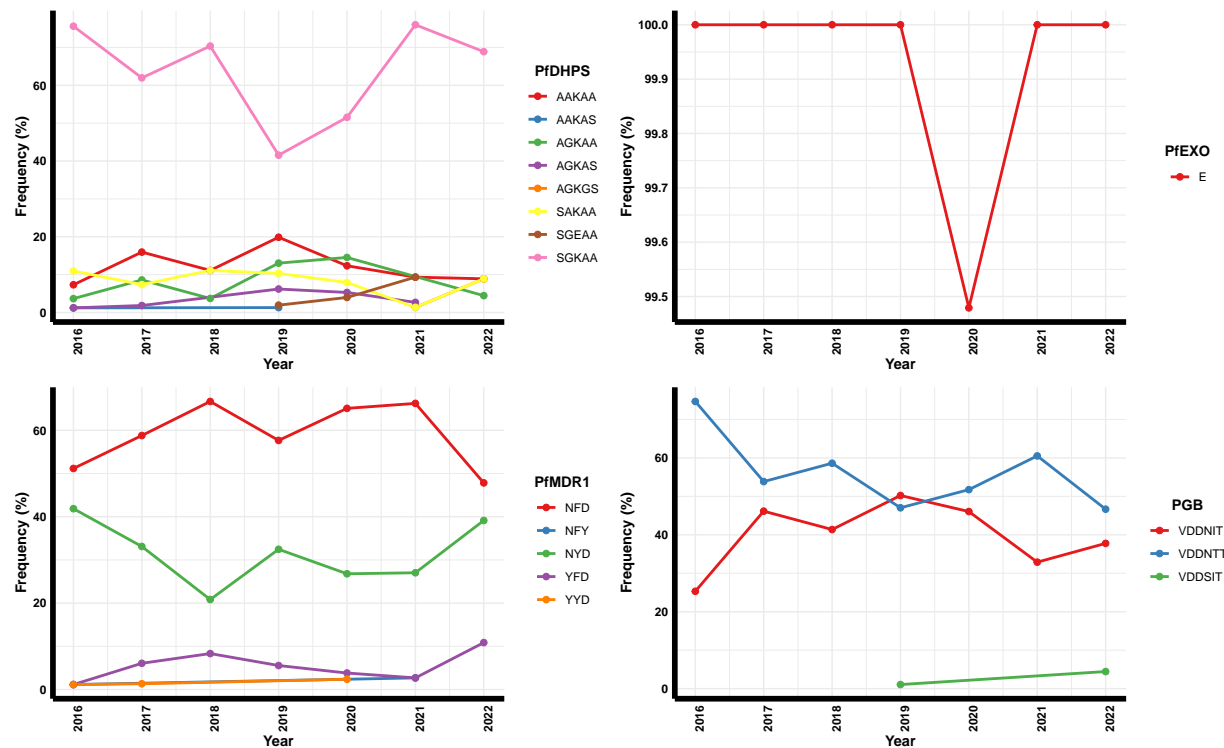 PfDHPS
AAKAA
AAKAS
AGKAA
AGKAS
AGKGS
SAKAA
SGEAA
SGKAA
Frequency (%)
60
40
20
0
2016
2017
2018
2019
2020
2021
2022
Year
PfEXO
E
Frequency (%)
100.0
99.9
99.8
99.7
99.6
99.5
2016
2017
2018
2019
2020
2021
2022
Year
PfMDR1
NFD
NFY
NYD
YFD
YYD
Frequency (%)
60
40
20
0
2016
2017
2018
2019
2020
2021
2022
Year
PGB
VDDNIT
VDDNTT
VDDSIT
Frequency (%)
60
40
20
0
2016
2017
2018
2019
2020
2021
2022
Year